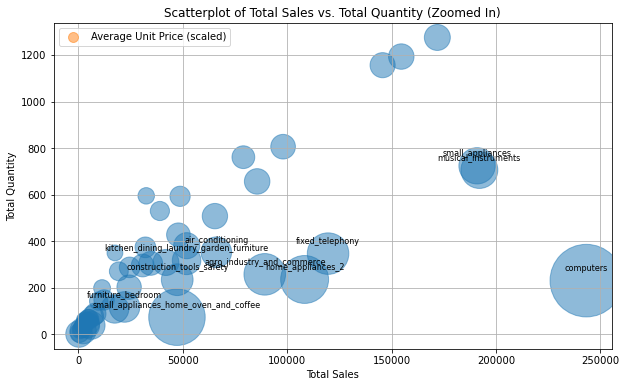 Scatterplot of Total Sales vs. Total Quantity (Zoomed In)
Average Unit Price (scaled)
1200
1000
800
600
400
200
0
Total Quantity
small_appliances
musical_instruments
air_conditioning
fixed_telephony
kitchen_dining_laundry_garden_furniture
agro_industry_and_commerce
construction_tools_safety
home_appliances_2
computers
furniture_bedroom
small_appliances_home_oven_and_coffee
0 50000 100000 150000 200000 250000
Total Sales